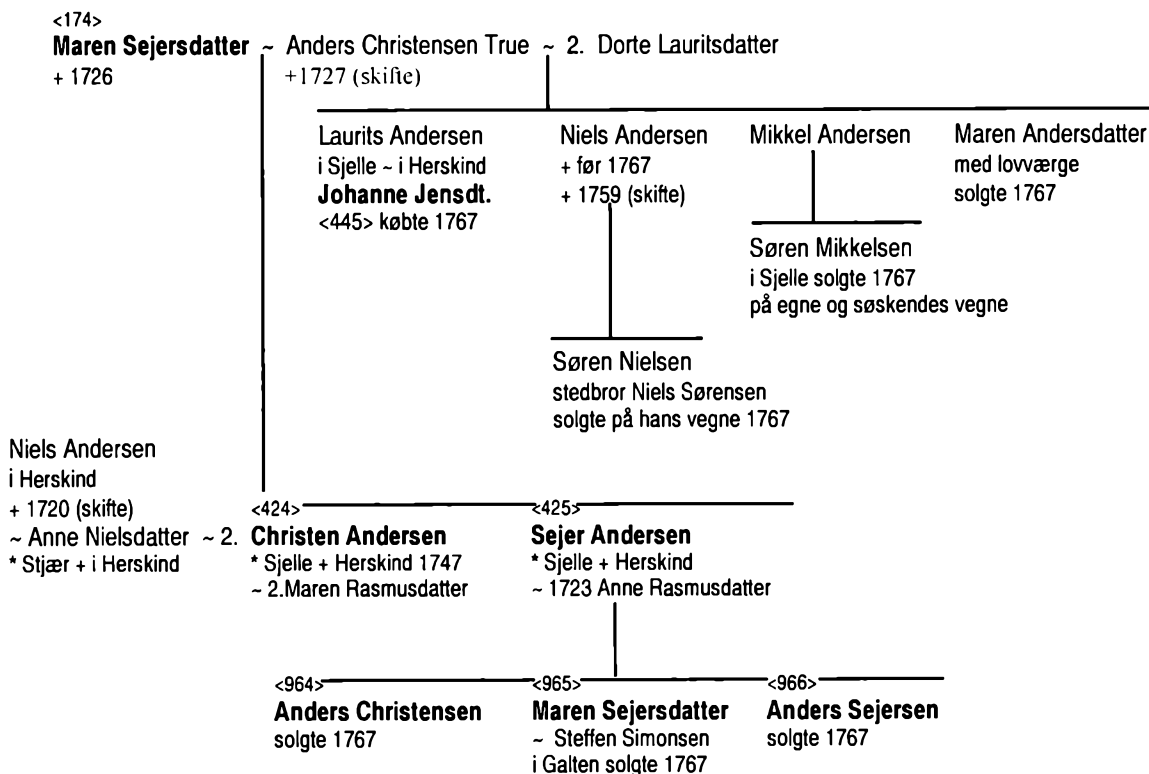 <174>
Maren Sejersdatter ~ Anders Christensen True ~ 2. Dorte Lauritsdatter
+ 1726
+1727 (skifte)
Laurits Andersen
i Sjelle ~ i Herskind
Johanne Jensdt.
<445> købte 1767
Niels Andersen
+ før 1767
+ 1759 (skifte)
Mikkel Andersen
Maren Andersdatter
med lovværge
solgte 1767
Søren Mikkelsen
i Sjelle solgte 1767
på egne og søskendes vegne
Søren Nielsen
stedbror Niels Sørensen
solgte på hans vegne 1767
Niels Andersen
i Herskind
+ 1720 (skifte)
~ Anne Nielsdatter ~ 2.
* Stjær + i Herskind
<424>
Christen Andersen
* Sjelle + Herskind 1747
~ 2.Maren Rasmusdatter
<425>
Sejer Andersen
* Sjelle + Herskind
~ 1723 Anne Rasmusdatter
<964>
Anders Christensen
solgte 1767
<965>
Maren Sejersdatter
~ Steffen Simonsen
i Galten solgte 1767
<966>
Anders Sejersen
solgte 1767